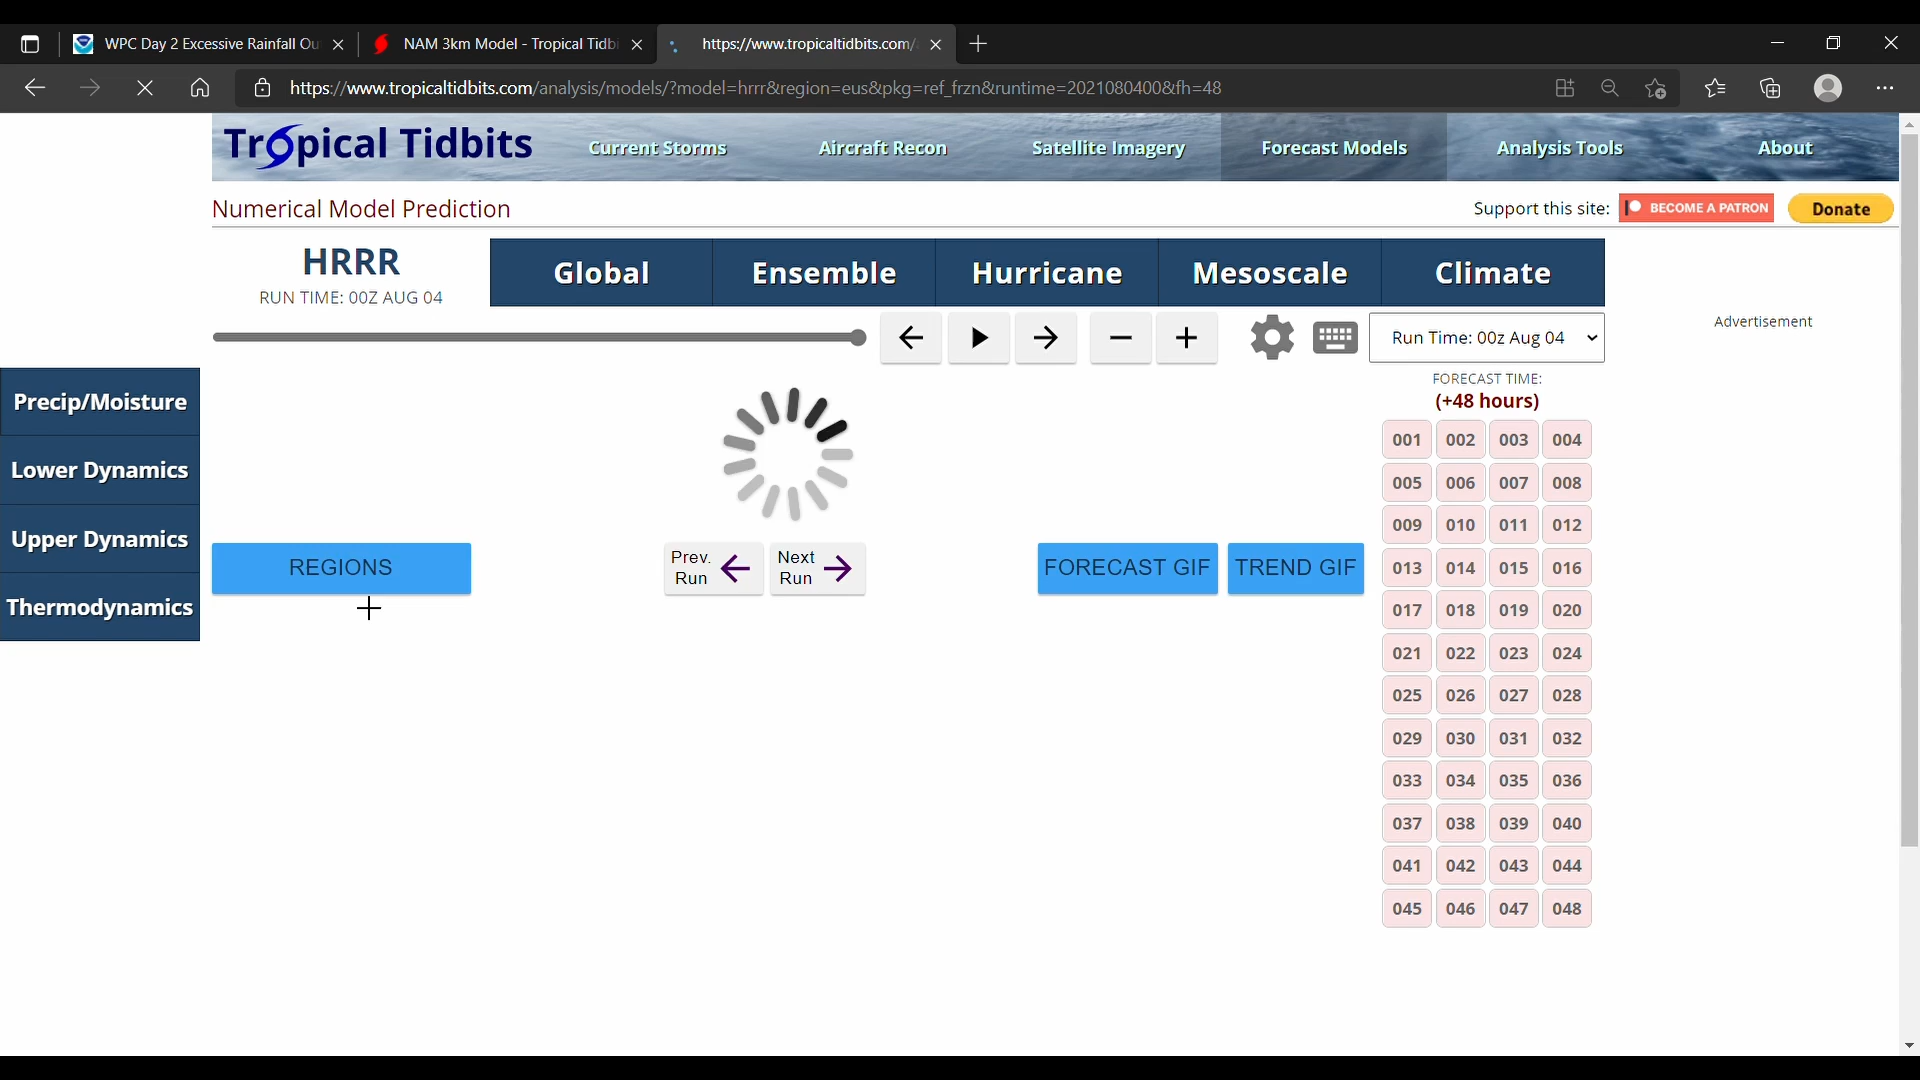 WPC Day 2 Excessive Rainfall Ou
NAM 3km Model - Tropical Tidbi
https://www.tropicaltidbits.com/
https://www.tropicaltidbits.com/analysis/models/?model=hrrr&region=eus&pkg=ref_frzn&runtime=2021080400&fh=48
Tropical Tidbits
Current Storms
Aircraft Recon
Satellite Imagery
Forecast Models
Analysis Tools
About
Numerical Model Prediction
Support this site:
BECOME A PATRON
Donate
HRRR
RUN TIME: 00Z AUG 04
Global
Ensemble
Hurricane
Mesoscale
Climate
Advertisement
Run Time: 00z Aug 04
FORECAST TIME:
(+48 hours)
Precip/Moisture
Lower Dynamics
Upper Dynamics
Thermodynamics
REGIONS
Prev.
Run
Next
Run
FORECAST GIF
TREND GIF
001 002 003 004
005 006 007 008
009 010 011 012
013 014 015 016
017 018 019 020
021 022 023 024
025 026 027 028
029 030 031 032
033 034 035 036
037 038 039 040
041 042 043 044
045 046 047 048